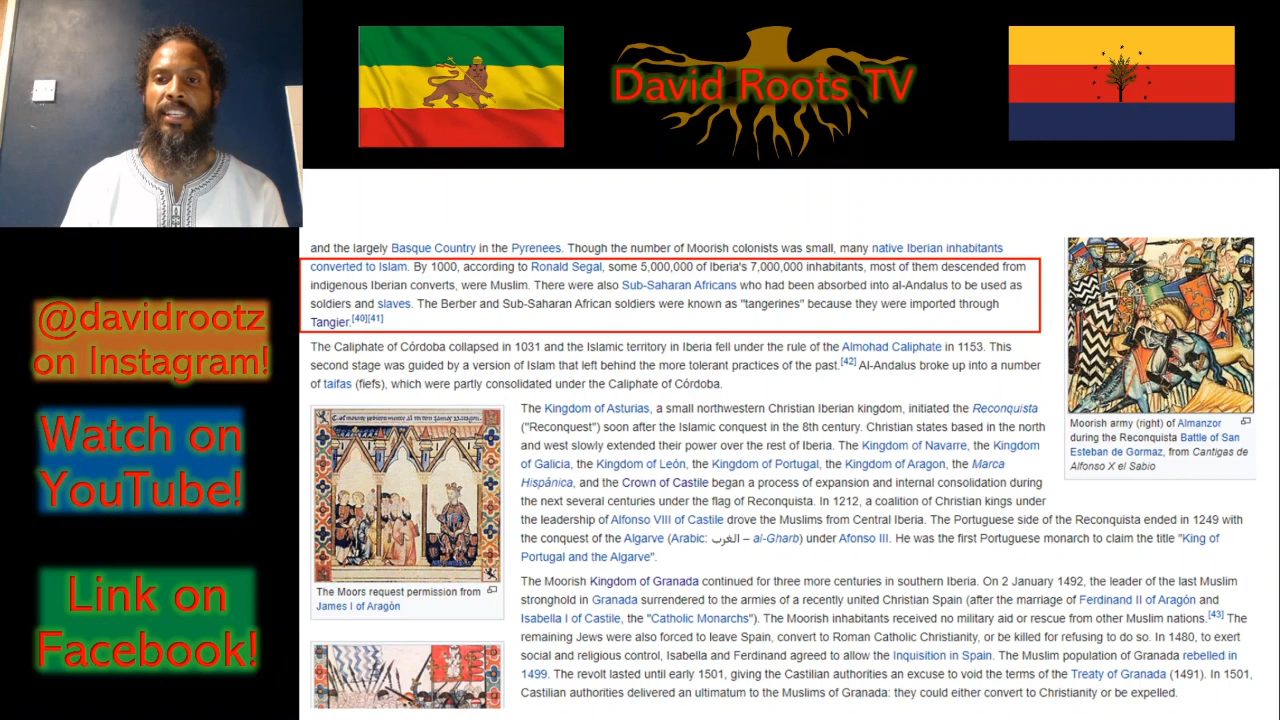 David Roots TV
@davidrootz
on Instagram!
Watch on
YouTube!
Link on
Facebook!
and the largely Basque Country in the Pyrenees. Though the number of Moorish colonists was small, many native Iberian inhabitants
converted to Islam. By 1000, according to Ronald Segal, some 5,000,000 of Iberia's 7,000,000 inhabitants, most of them descended from
indigenous Iberian converts, were Muslim. There were also Sub-Saharan Africans who had been absorbed into al-Andalus to be used as
soldiers and slaves. The Berber and Sub-Saharan African soldiers were known as "tangerines" because they were imported through
Tangier.[40][41]
The Caliphate of Córdoba collapsed in 1031 and the Islamic territory in Iberia fell under the rule of the Almohad Caliphate in 1153. This
second stage was guided by a version of Islam that left behind the more tolerant practices of the past.[42] Al-Andalus broke up into a number
of taifas (fiefs), which were partly consolidated under the Caliphate of Córdoba.
Moorish army (right) of Almanzor
during the Reconquista Battle of San
Esteban de Gormaz, from Cantigas de
Alfonso X el Sabio
The Moors request permission from
James I of Aragón
The Kingdom of Asturias, a small northwestern Christian Iberian kingdom, initiated the Reconquista
("Reconquest") soon after the Islamic conquest in the 8th century. Christian states based in the north
and west slowly extended their power over the rest of Iberia. The Kingdom of Navarre, the Kingdom
of Galicia, the Kingdom of León, the Kingdom of Portugal, the Kingdom of Aragon, the Marca
Hispânica, and the Crown of Castile began a process of expansion and internal consolidation during
the next several centuries under the flag of Reconquista. In 1212, a coalition of Christian kings under
the leadership of Alfonso VIII of Castile drove the Muslims from Central Iberia. The Portuguese side of the Reconquista ended in 1249 with
the conquest of the Algarve (Arabic: الغرب – al-Gharb) under Afonso III. He was the first Portuguese monarch to claim the title "King of
Portugal and the Algarve".
The Moorish Kingdom of Granada continued for three more centuries in southern Iberia. On 2 January 1492, the leader of the last Muslim
stronghold in Granada surrendered to the armies of a recently united Christian Spain (after the marriage of Ferdinand II of Aragón and
Isabella I of Castile, the "Catholic Monarchs"). The Moorish inhabitants received no military aid or rescue from other Muslim nations.[43] The
remaining Jews were also forced to leave Spain, convert to Roman Catholic Christianity, or be killed for refusing to do so. In 1480, to exert
social and religious control, Isabella and Ferdinand agreed to allow the Inquisition in Spain. The Muslim population of Granada rebelled in
1499. The revolt lasted until early 1501, giving the Castilian authorities an excuse to void the terms of the Treaty of Granada (1491). In 1501,
Castilian authorities delivered an ultimatum to the Muslims of Granada: they could either convert to Christianity or be expelled.